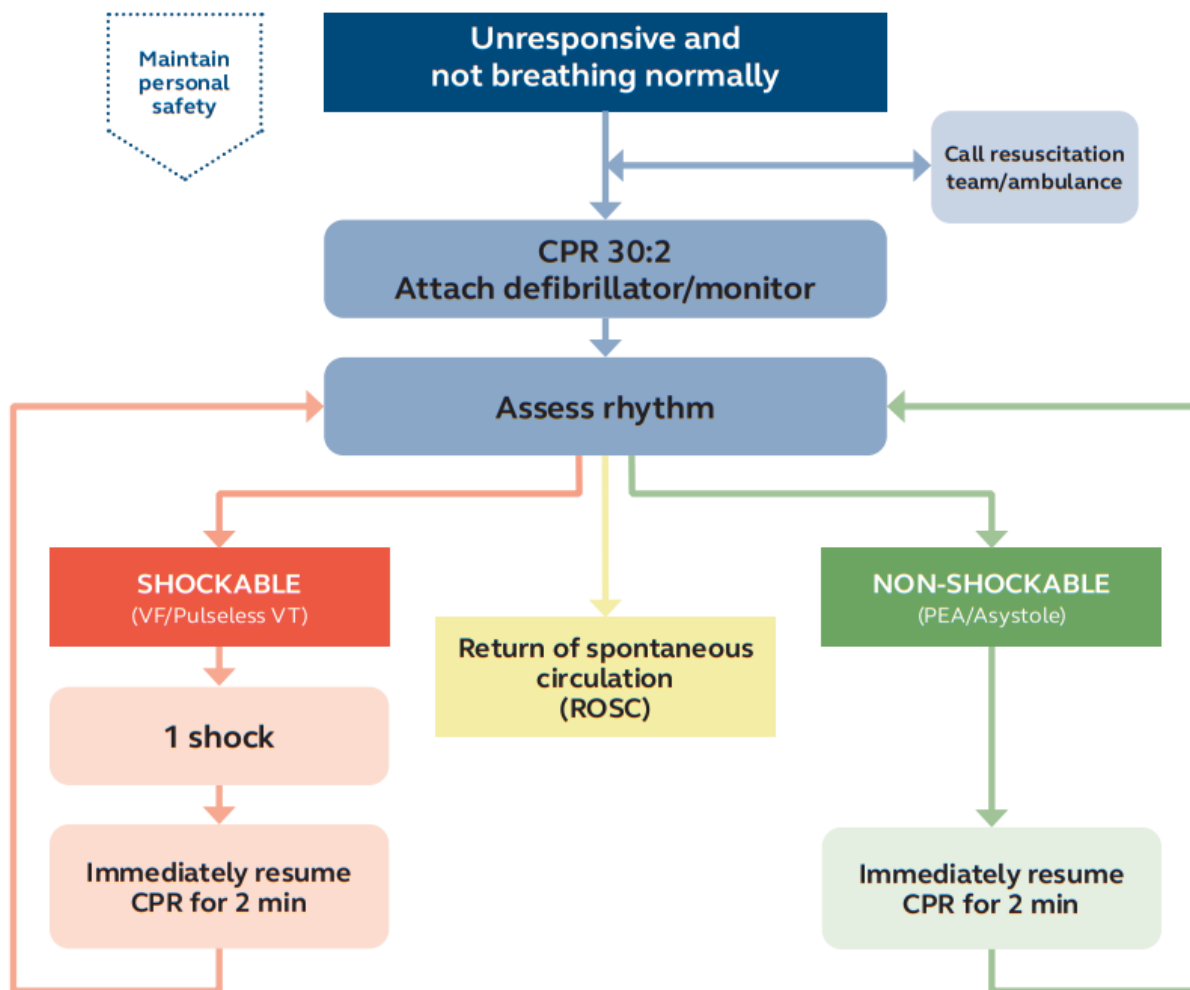 Maintain
personal
safety
Unresponsive and
not breathing normally
Call resuscitation
team/ambulance
CPR 30:2
Attach defibrillator/monitor
Assess rhythm
SHOCKABLE
(VF/Pulseless VT)
1 shock
Immediately resume
CPR for 2 min
Return of spontaneous
circulation
(ROSC)
NON-SHOCKABLE
(PEA/Asystole)
Immediately resume
CPR for 2 min